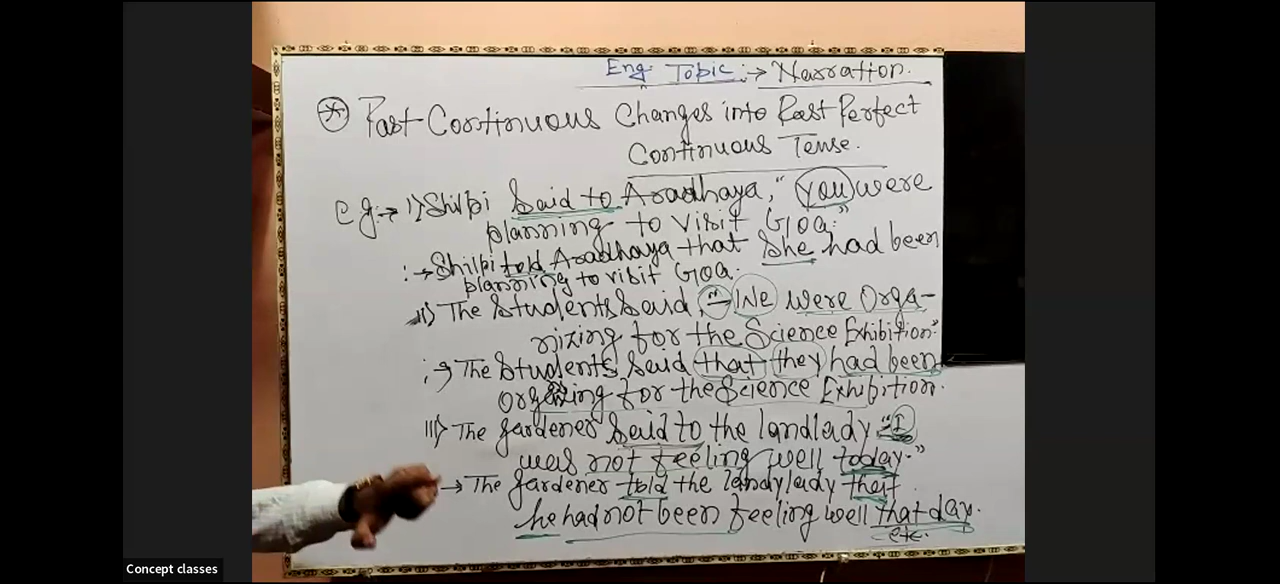 Eng. Topic :→ Narration.
Past Continuous Changes into Past Perfect
Continuous Tense.
eg:→ i) Shilpi Said to Aradhaya, "You were
planning to visit Goa."
:→ Shilpi told Aradhaya that She had been
planning to visit Goa.
ii) The Students Said, "We were Orga-
nizing for the Science Exhibition."
:→ The Students Said that they had been
Organizing for the Science Exhibition.
iii) The gardener Said to the landlady "I
was not feeling well today."
→ The gardener told the landylady that
he had not been feeling well that day.
etc.
Concept classes